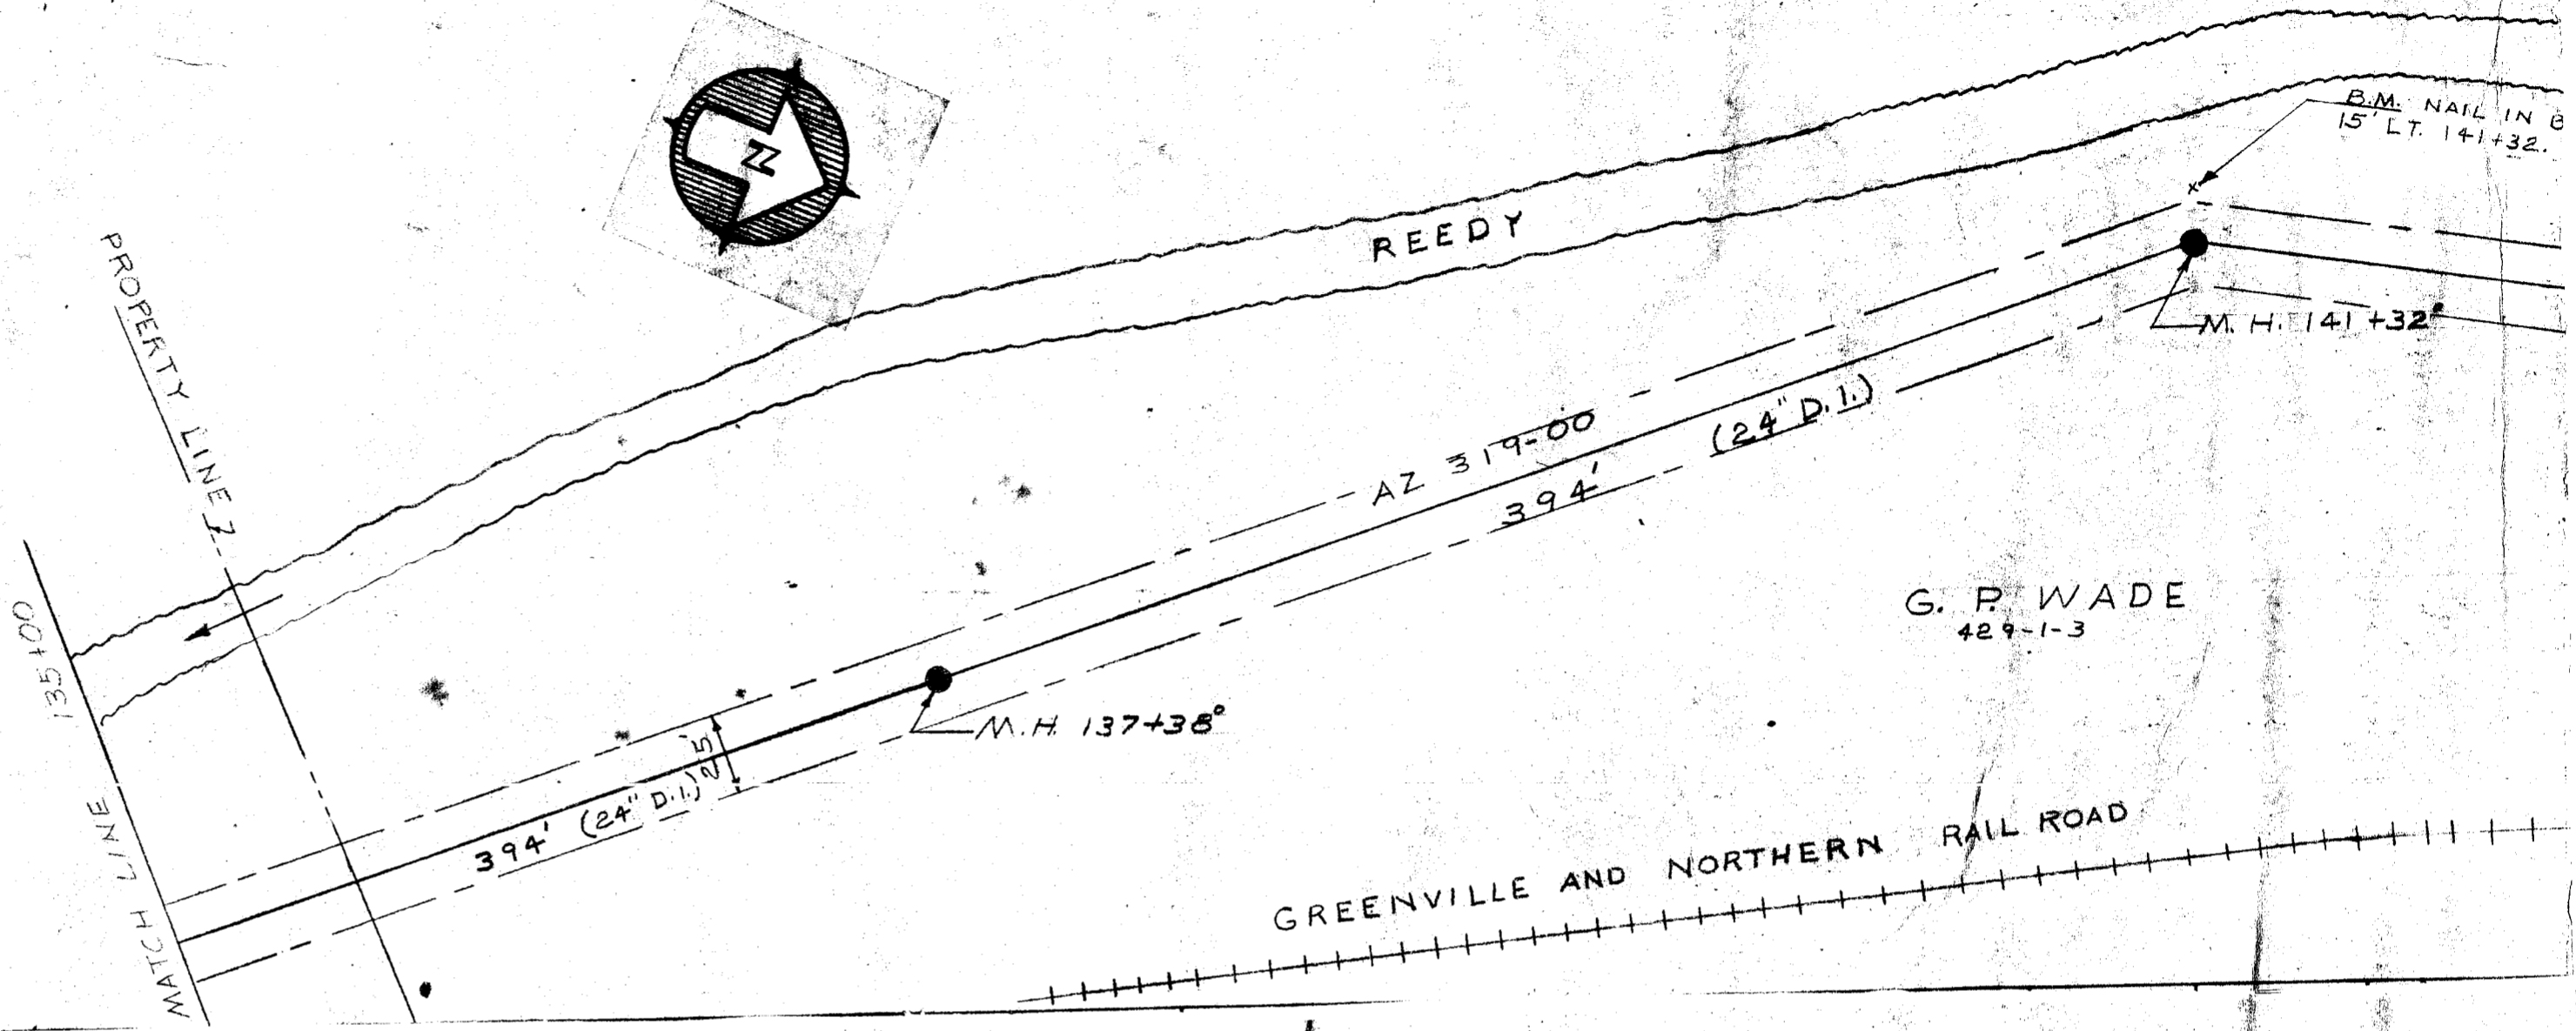 N
B.M. NAIL IN B
15' LT. 141+32.
REEDY
PROPERTY LINE
M. H. 141+32°
AZ 319-00
(24" D.I.)
394'
G. P. WADE
429-1-3
135+00
MATCH LINE
M.H. 137+38°
25'
394' (24" D.I.)
GREENVILLE AND NORTHERN RAIL ROAD